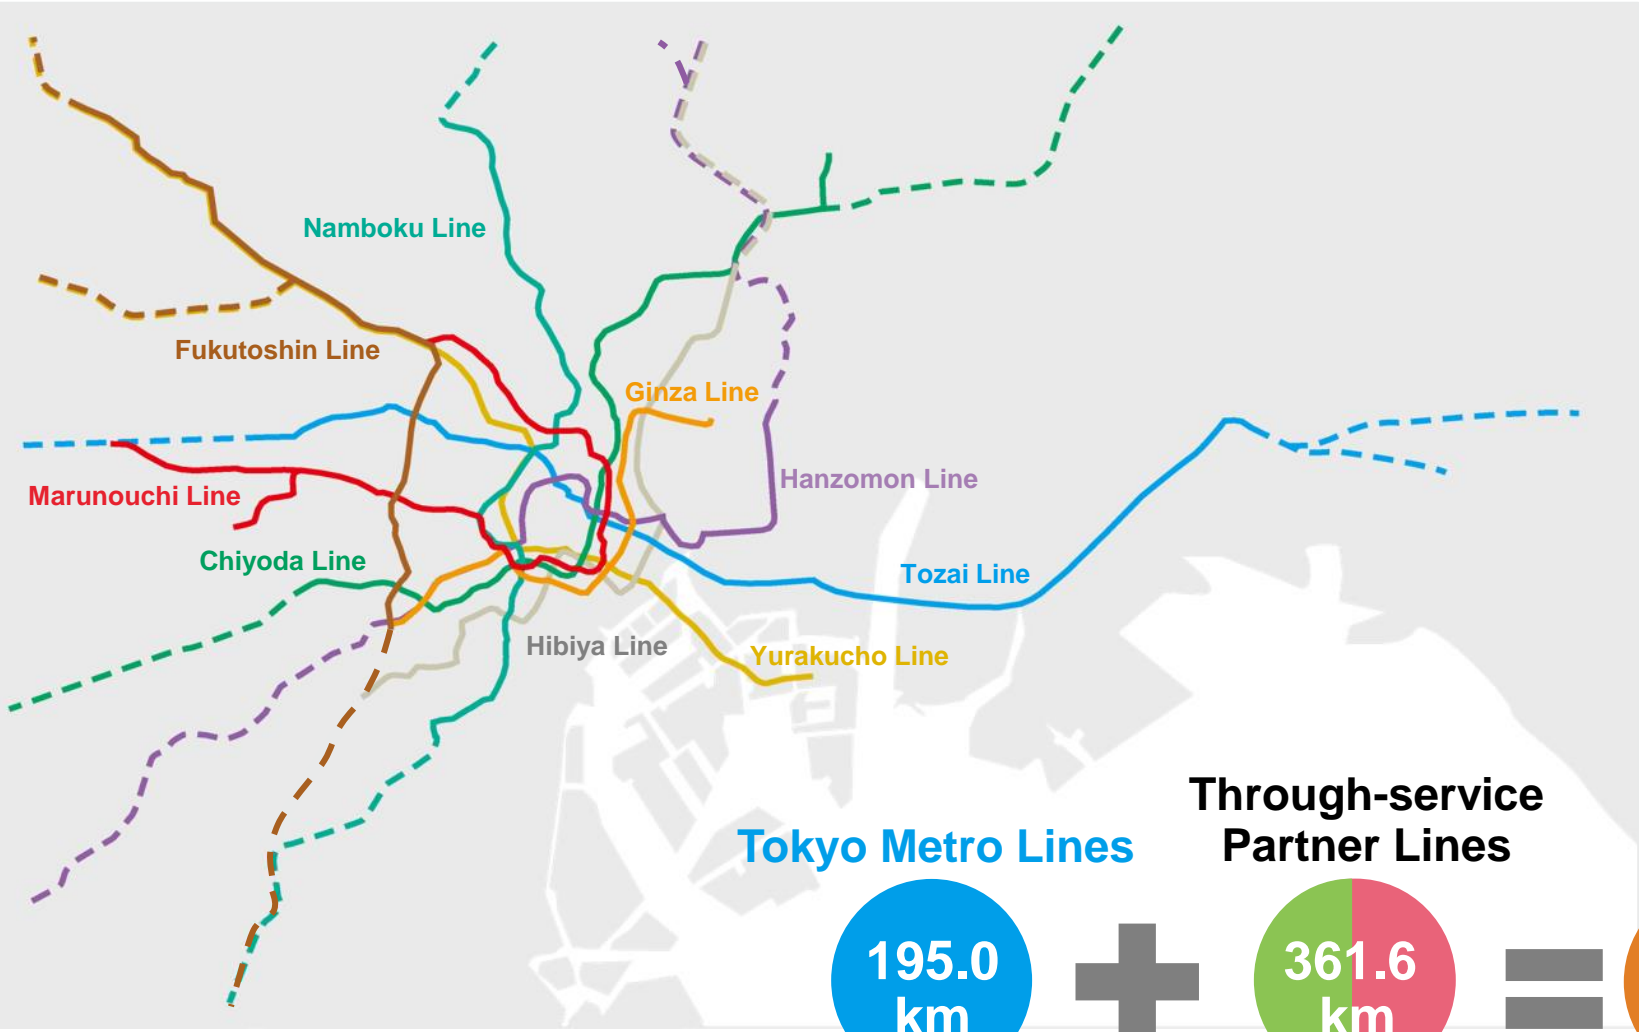 Namboku Line
Fukutoshin Line
Ginza Line
Hanzomon Line
Marunouchi Line
Chiyoda Line
Tozai Line
Hibiya Line
Yurakucho Line
Through-service
Partner Lines
Tokyo Metro Lines
195.0
km
+
361.6
km
=